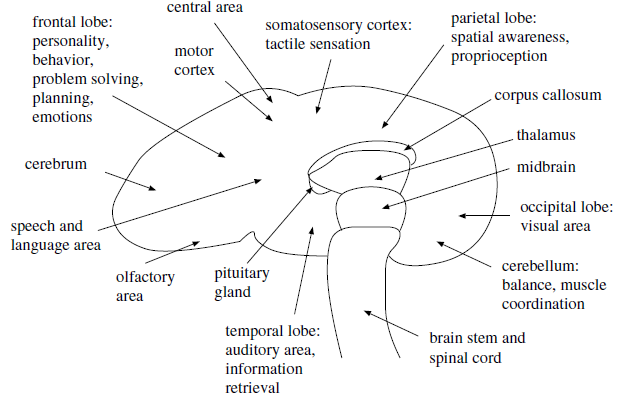 frontal lobe:
personality,
behavior,
problem solving,
planning,
emotions
central area
motor
cortex
somatosensory cortex:
tactile sensation
parietal lobe:
spatial awareness,
proprioception
corpus callosum
thalamus
midbrain
occipital lobe:
visual area
cerebellum:
balance, muscle
coordination
brain stem and
spinal cord
temporal lobe:
auditory area,
information
retrieval
pituitary
gland
olfactory
area
speech and
language area
cerebrum